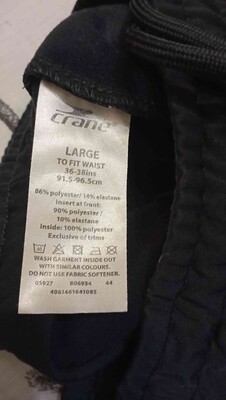 crane
LARGE
TO FIT WAIST
36-38ins
91.5-96.5cm
86% polyester/ 14% elastane
Insert at front:
90% polyester/
10% elastane
Inside: 100% polyester
Exclusive of trims
WASH GARMENT INSIDE OUT
WITH SIMILAR COLOURS.
DO NOT USE FABRIC SOFTENER.
05927 806984 44
4061461641085